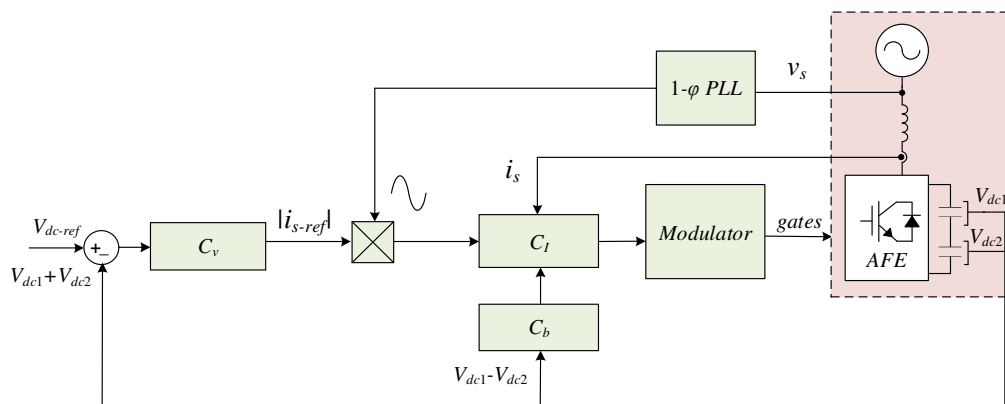 1-φ PLL
v_s
i_s
V_dc-ref
+
−
V_dc1+V_dc2
C_v
|i_s-ref|
C_I
Modulator
gates
AFE
V_dc1
V_dc2
C_b
V_dc1-V_dc2